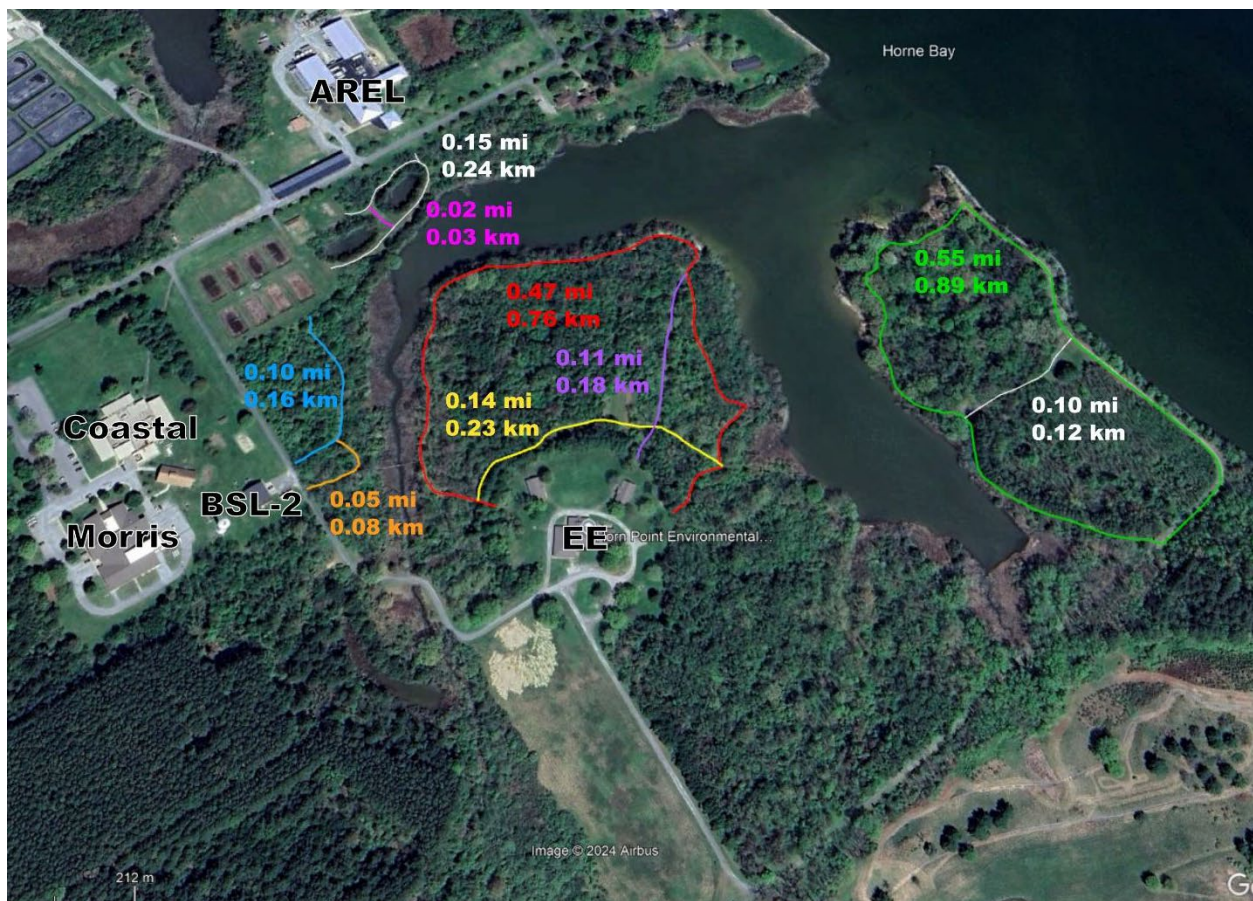 Horne Bay
AREL
0.15 mi
0.24 km
0.02 mi
0.03 km
0.55 mi
0.89 km
0.47 mi
0.76 km
0.11 mi
0.18 km
0.10 mi
0.16 km
0.14 mi
0.23 km
0.10 mi
0.12 km
Coastal
BSL-2
0.05 mi
0.08 km
Morris
EE
orn Point Environmental...
Image © 2024 Airbus
212 m